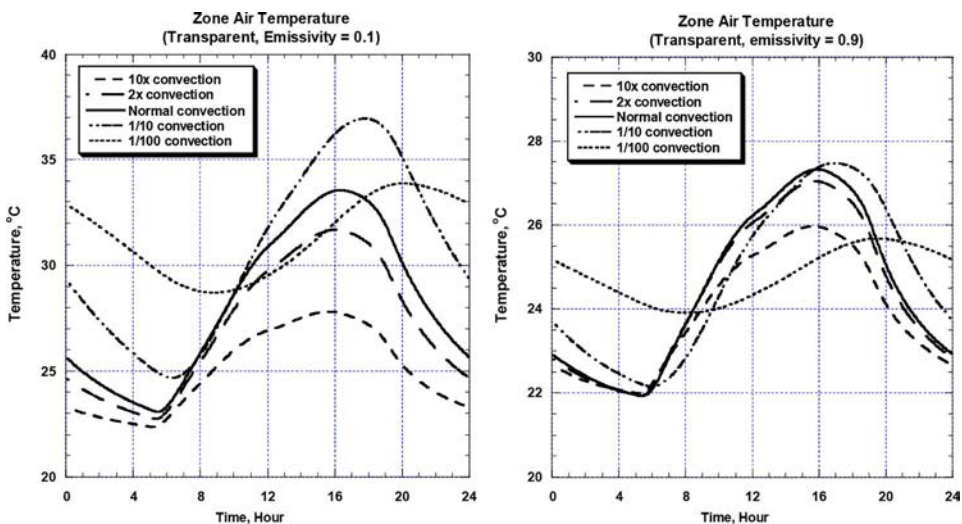 Zone Air Temperature
(Transparent, Emissivity = 0.1)
40
35
30
25
20
Temperature, °C
10x convection
2x convection
Normal convection
1/10 convection
1/100 convection
0 4 8 12 16 20 24
Time, Hour
Zone Air Temperature
(Transparent, emissivity = 0.9)
30
28
26
24
22
20
Temperature, °C
10x convection
2x convection
Normal convection
1/10 convection
1/100 convection
0 4 8 12 16 20 24
Time, Hour